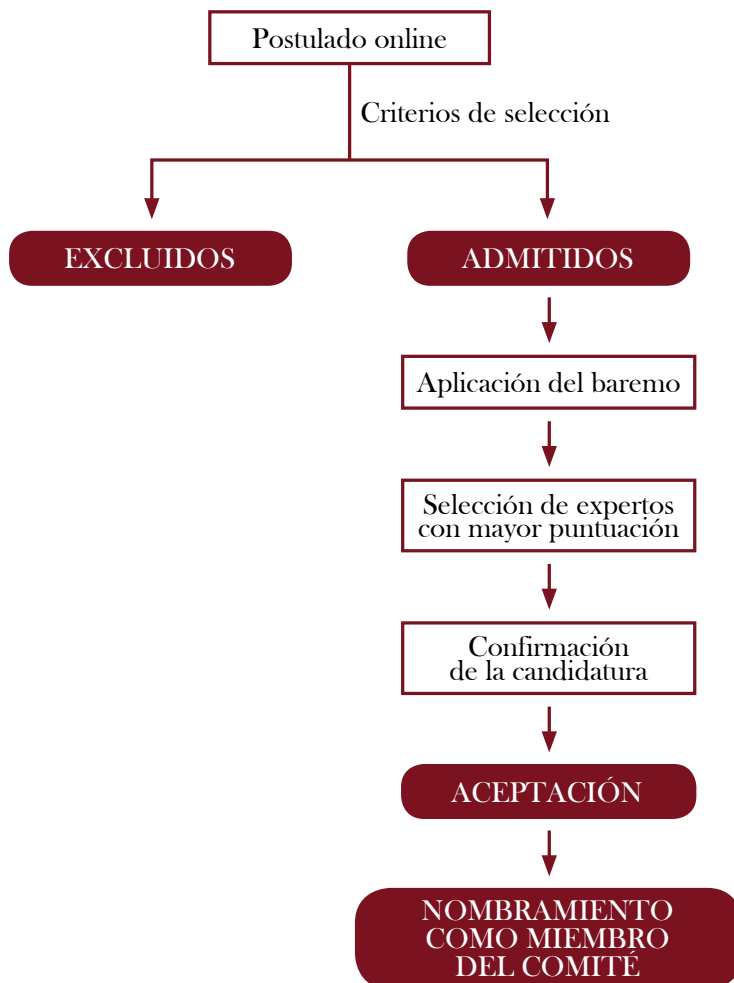 Postulado online
Criterios de selección
EXCLUIDOS
ADMITIDOS
Aplicación del baremo
Selección de expertos
con mayor puntuación
Confirmación
de la candidatura
ACEPTACIÓN
NOMBRAMIENTO
COMO MIEMBRO
DEL COMITÉ